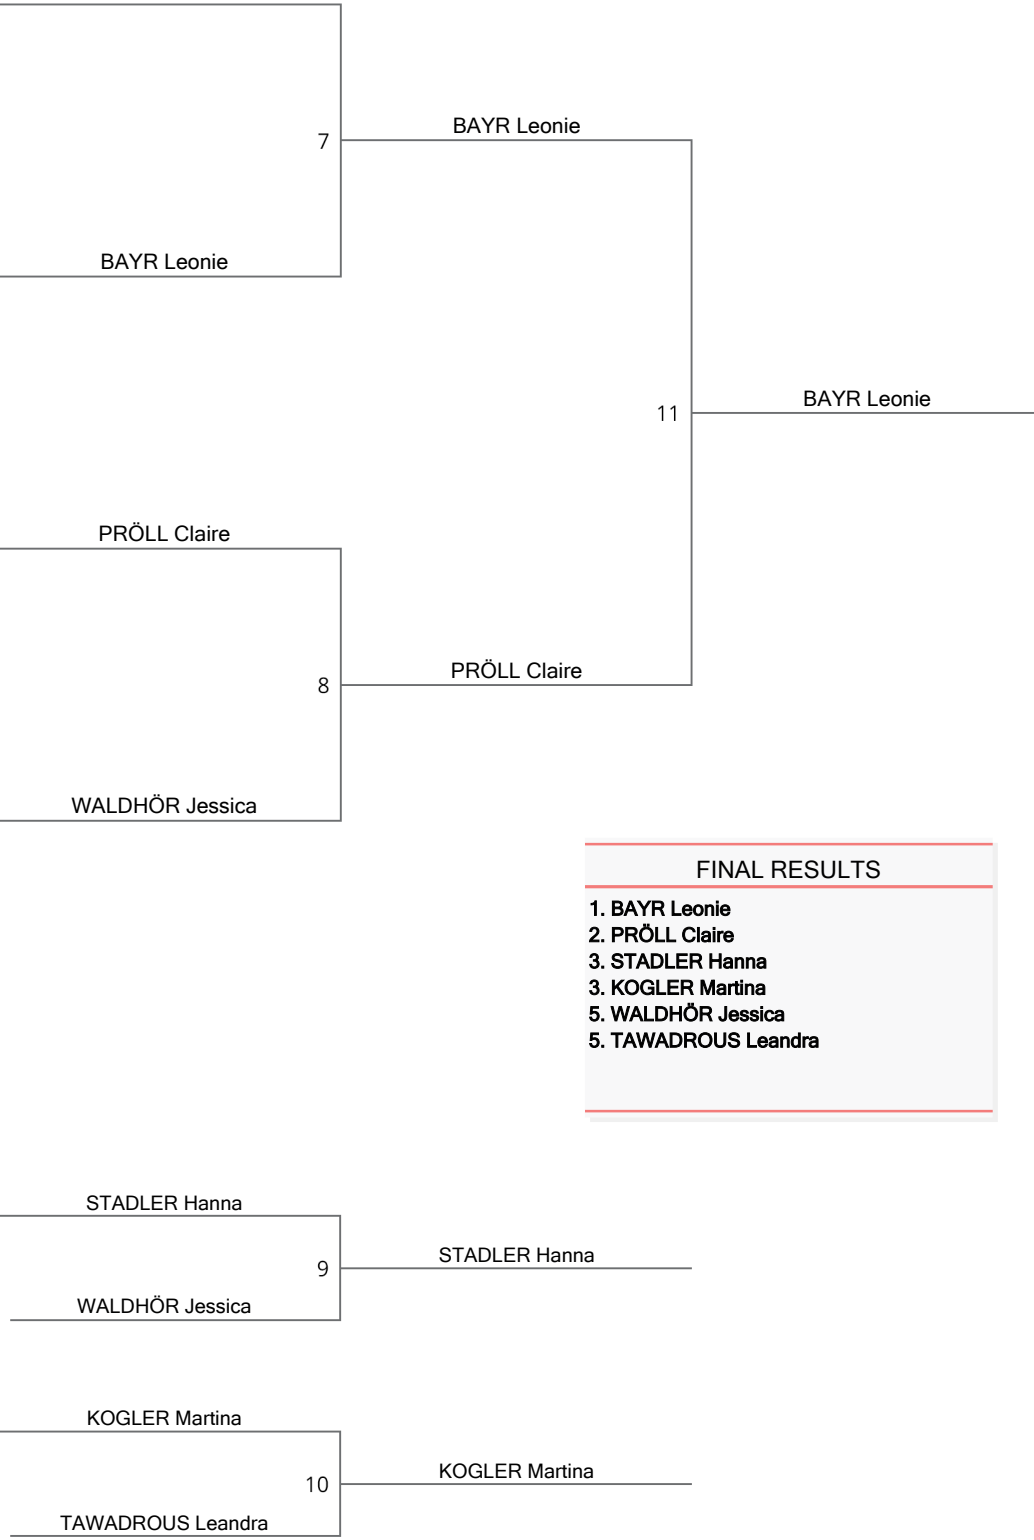 BAYR Leonie
7
BAYR Leonie
BAYR Leonie
11
PRÖLL Claire
PRÖLL Claire
8
WALDHÖR Jessica
FINAL RESULTS
1. BAYR Leonie
2. PRÖLL Claire
3. STADLER Hanna
3. KOGLER Martina
5. WALDHÖR Jessica
5. TAWADROUS Leandra
STADLER Hanna
STADLER Hanna
9
WALDHÖR Jessica
KOGLER Martina
KOGLER Martina
10
TAWADROUS Leandra